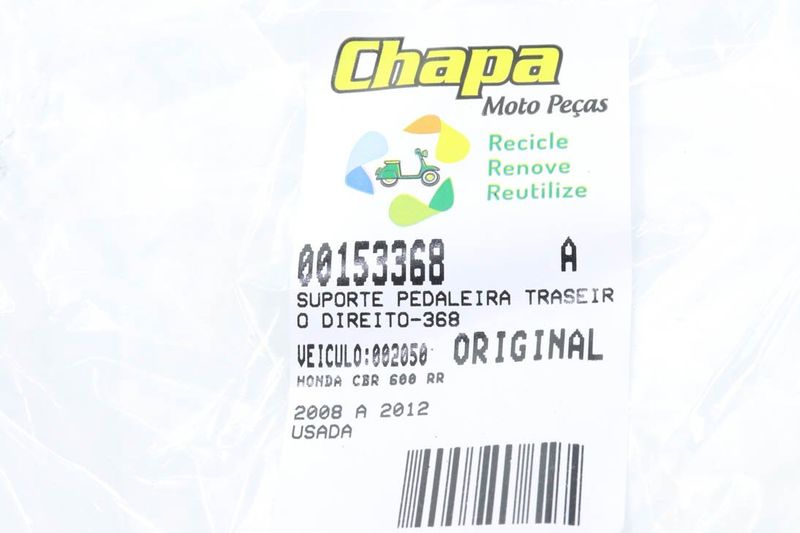 Chapa
Moto Peças
Recicle
Renove
Reutilize
00153368 A
SUPORTE PEDALEIRA TRASEIR
O DIREITO-368
VEICULO:002050 ORIGINAL
HONDA CBR 600 RR
2008 A 2012
USADA